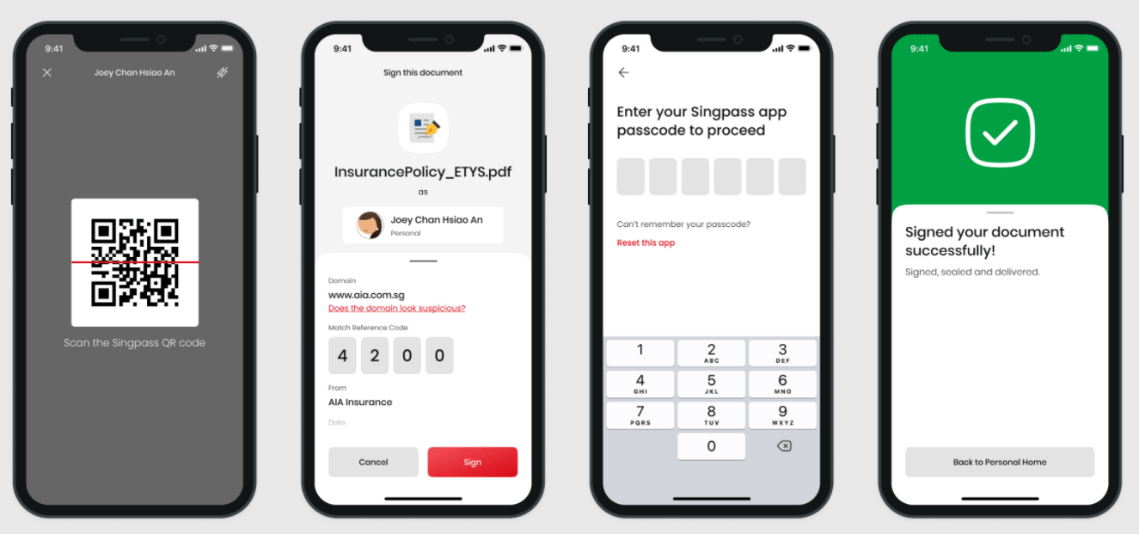 9:41
Joey Chan Hsiao An
Scan the Singpass QR code
9:41
Sign this document
InsurancePolicy_ETYS.pdf
as
Joey Chan Hsiao An
Personal
Domain
www.aia.com.sg
Does the domain look suspicious?
Match Reference Code
4 2 0 0
From
AIA Insurance
Date
Cancel Sign
9:41
Enter your Singpass app
passcode to proceed
Can't remember your passcode?
Reset this app
1 2 3
ABC DEF
4 5 6
GHI JKL MNO
7 8 9
PQRS TUV WXYZ
0
9:41
Signed your document
successfully!
Signed, sealed and delivered.
Back to Personal Home